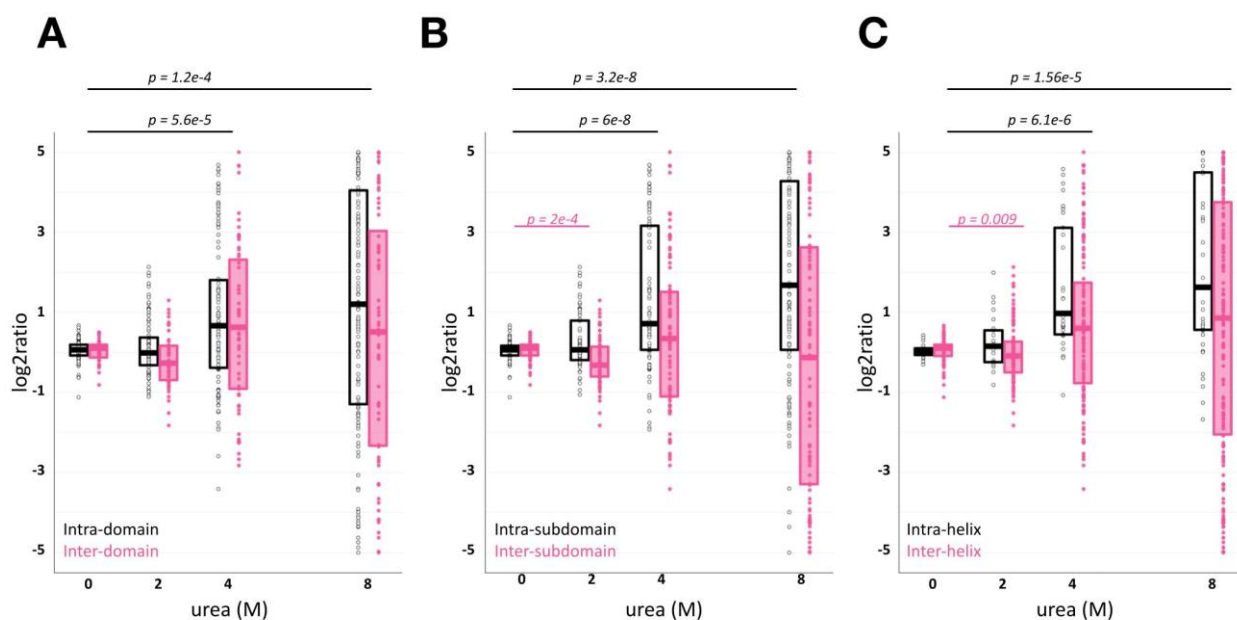 A
p = 1.2e-4
p = 5.6e-5
5
3
1
-1
-3
-5
log2ratio
Intra-domain
Inter-domain
0 2 4 8
urea (M)
B
p = 3.2e-8
p = 6e-8
p = 2e-4
5
3
1
-1
-3
-5
log2ratio
Intra-subdomain
Inter-subdomain
0 2 4 8
urea (M)
C
p = 1.56e-5
p = 6.1e-6
p = 0.009
5
3
1
-1
-3
-5
log2ratio
Intra-helix
Inter-helix
0 2 4 8
urea (M)